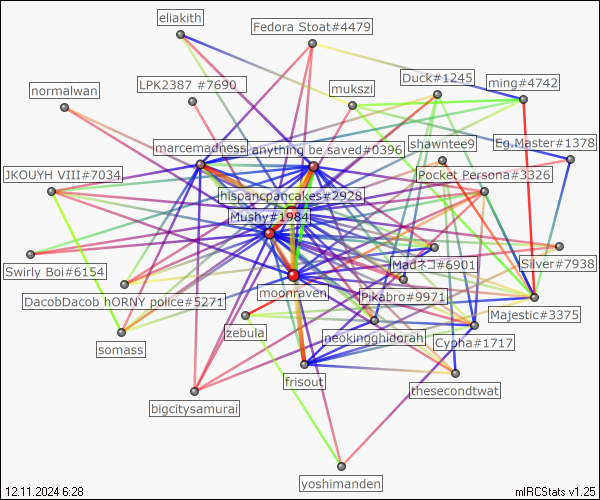 eliakith
Fedora Stoat#4479
LPK2387 #7690
Duck#1245
ming#4742
normalwan
mukszi
marcemadness
anything be saved#0396
shawntee9
Eg.Master#1378
JKOUYH VIII#7034
Pocket Persona#3326
hispancpancakes#2928
Mushy#1984
Swirly Boi#6154
Madネコ#6901
Silver#7938
DacobDacob hORNY police#5271
moonraven
Pikabro#9971
Majestic#3375
zebula
neokingghidorah
Cypha#1717
somass
frisout
thesecondtwat
bigcitysamurai
yoshimanden
12.11.2024 6:28
mIRCStats v1.25